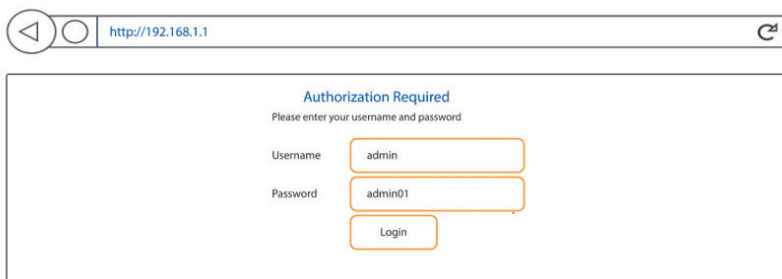 http://192.168.1.1
Authorization Required
Please enter your username and password
Username admin
Password admin01
Login